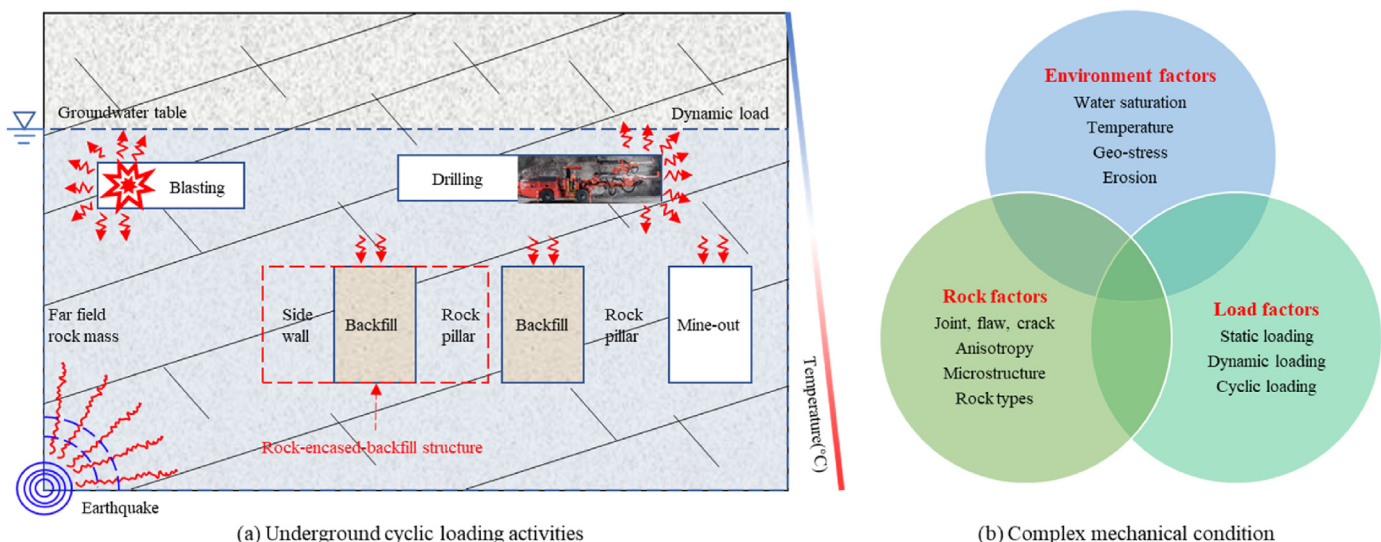 Groundwater table
Dynamic load
Blasting
Drilling
Far field
rock mass
Side
wall
Backfill
Rock
pillar
Backfill
Rock
pillar
Mine-out
Rock-encased-backfill structure
Earthquake
Temperature(°C)
(a) Underground cyclic loading activities
Environment factors
Water saturation
Temperature
Geo-stress
Erosion
Rock factors
Joint, flaw, crack
Anisotropy
Microstructure
Rock types
Load factors
Static loading
Dynamic loading
Cyclic loading
(b) Complex mechanical condition